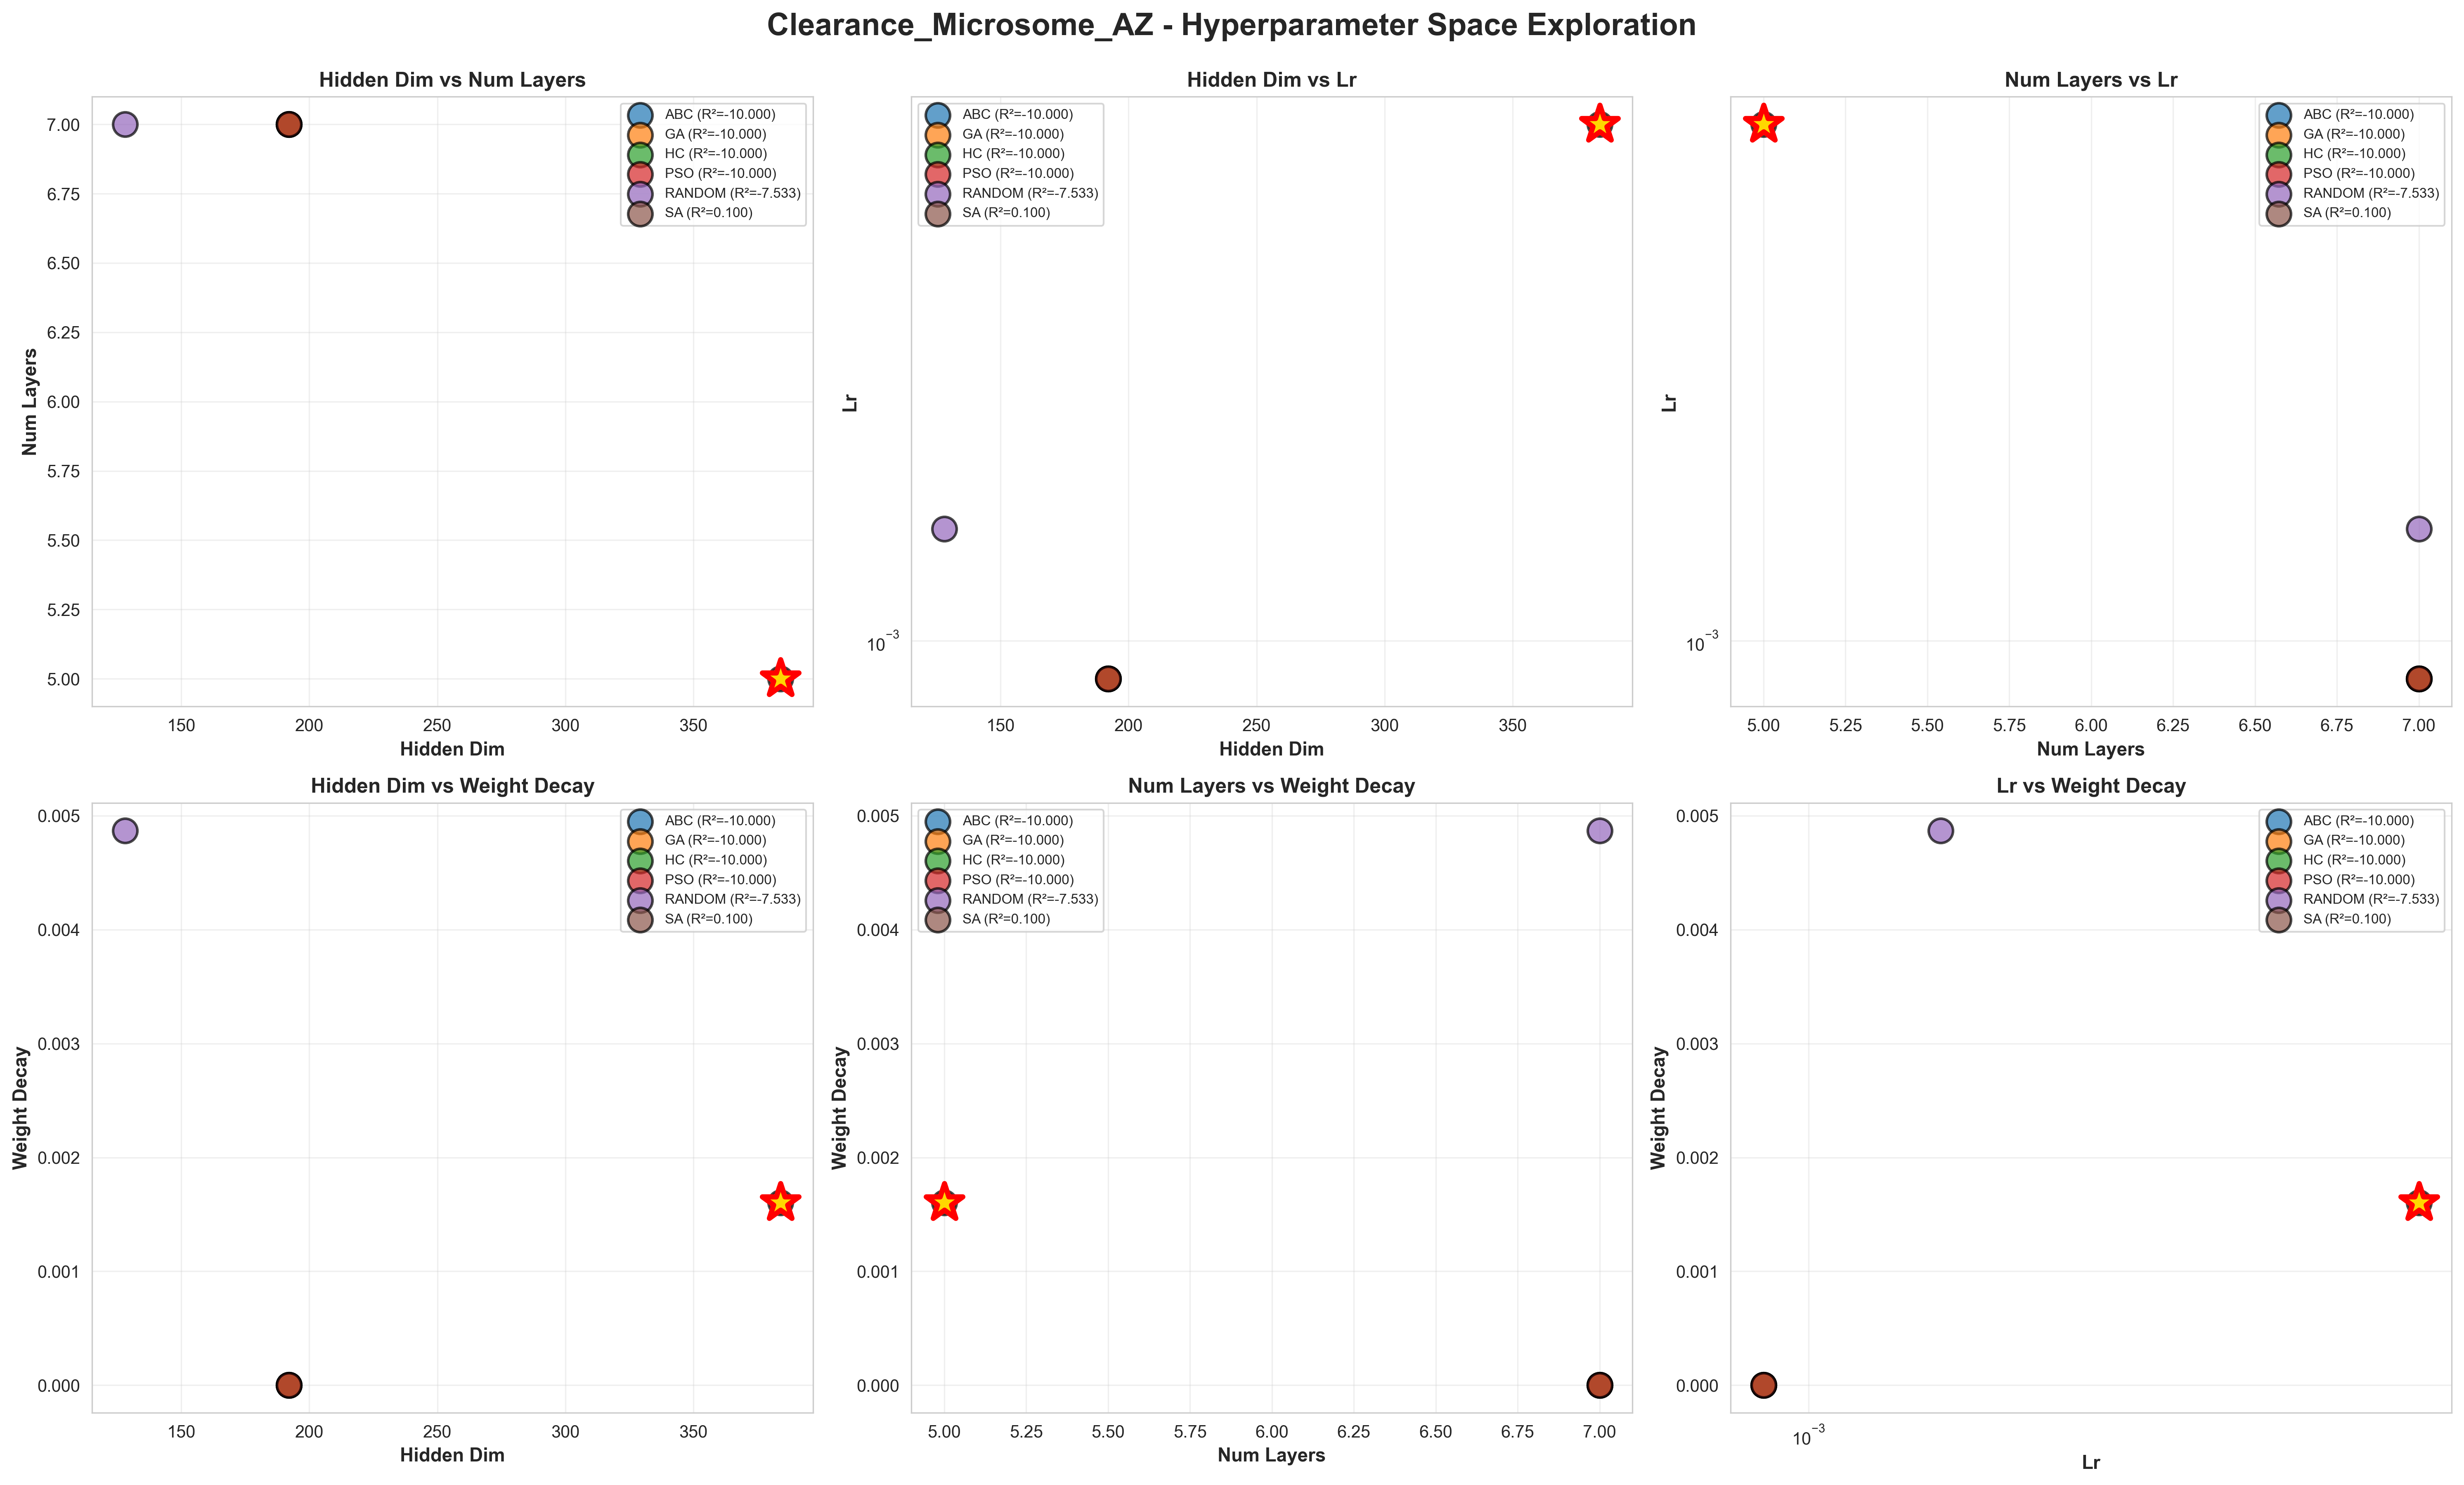 Clearance_Microsome_AZ - Hyperparameter Space Exploration
Hidden Dim vs Num Layers
Num Layers
7.00
6.75
6.50
6.25
6.00
5.75
5.50
5.25
5.00
ABC (R²=-10.000)
GA (R²=-10.000)
HC (R²=-10.000)
PSO (R²=-10.000)
RANDOM (R²=-7.533)
SA (R²=0.100)
150 200 250 300 350
Hidden Dim
Hidden Dim vs Lr
Lr
10⁻³
ABC (R²=-10.000)
GA (R²=-10.000)
HC (R²=-10.000)
PSO (R²=-10.000)
RANDOM (R²=-7.533)
SA (R²=0.100)
150 200 250 300 350
Hidden Dim
Num Layers vs Lr
Lr
10⁻³
ABC (R²=-10.000)
GA (R²=-10.000)
HC (R²=-10.000)
PSO (R²=-10.000)
RANDOM (R²=-7.533)
SA (R²=0.100)
5.00 5.25 5.50 5.75 6.00 6.25 6.50 6.75 7.00
Num Layers
Hidden Dim vs Weight Decay
Weight Decay
0.005
0.004
0.003
0.002
0.001
0.000
ABC (R²=-10.000)
GA (R²=-10.000)
HC (R²=-10.000)
PSO (R²=-10.000)
RANDOM (R²=-7.533)
SA (R²=0.100)
150 200 250 300 350
Hidden Dim
Num Layers vs Weight Decay
Weight Decay
0.005
0.004
0.003
0.002
0.001
0.000
ABC (R²=-10.000)
GA (R²=-10.000)
HC (R²=-10.000)
PSO (R²=-10.000)
RANDOM (R²=-7.533)
SA (R²=0.100)
5.00 5.25 5.50 5.75 6.00 6.25 6.50 6.75 7.00
Num Layers
Lr vs Weight Decay
Weight Decay
0.005
0.004
0.003
0.002
0.001
0.000
ABC (R²=-10.000)
GA (R²=-10.000)
HC (R²=-10.000)
PSO (R²=-10.000)
RANDOM (R²=-7.533)
SA (R²=0.100)
10⁻³
Lr